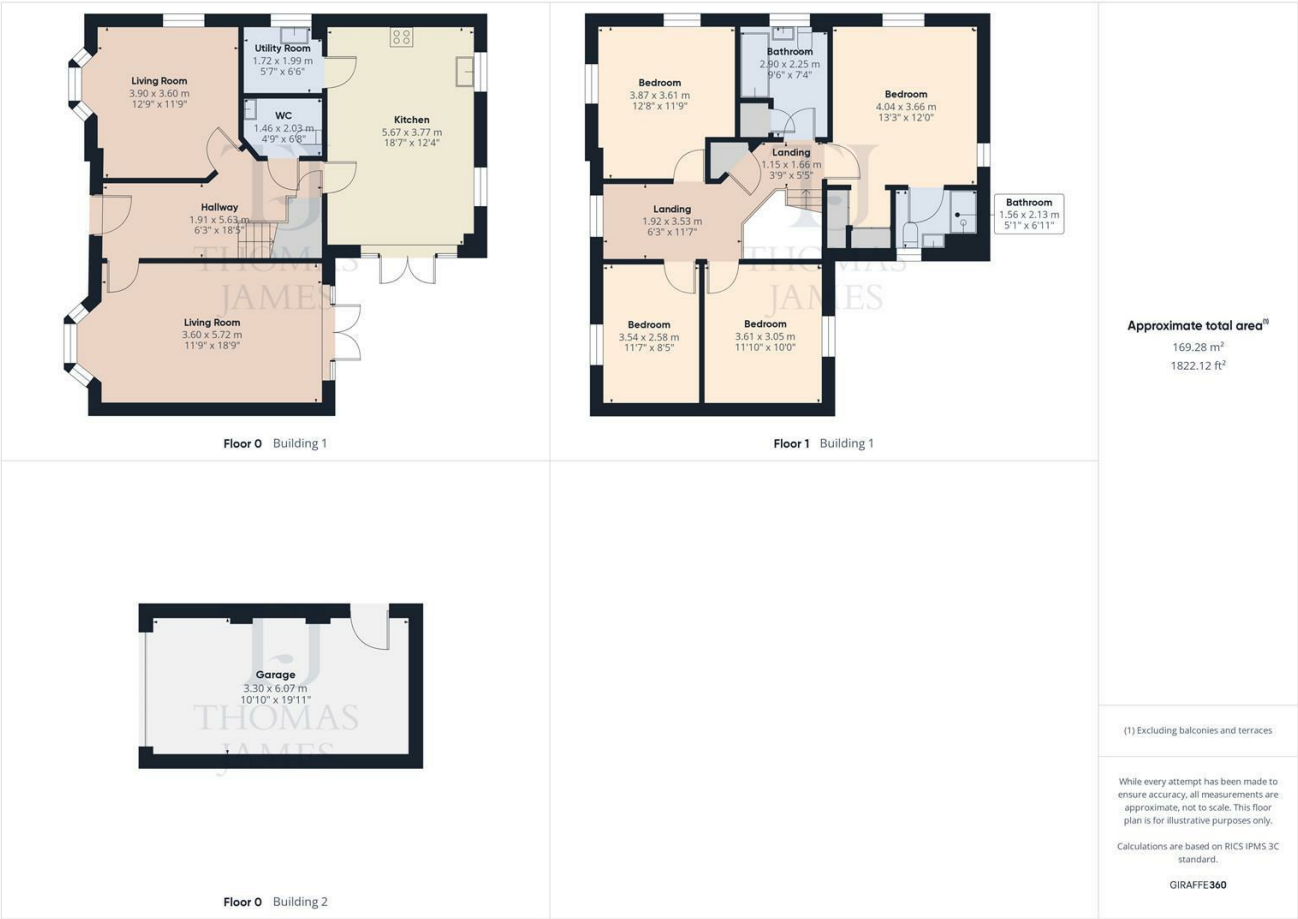 Living Room
3.90 x 3.60 m
12'9" x 11'9"
Utility Room
1.72 x 1.99 m
5'7" x 6'6"
WC
1.46 x 2.03 m
4'9" x 6'8"
Kitchen
5.67 x 3.77 m
18'7" x 12'4"
Hallway
1.91 x 5.63 m
6'3" x 18'5"
Living Room
3.60 x 5.72 m
11'9" x 18'9"
THOMAS
JAMES
Floor 0 Building 1
Bedroom
3.87 x 3.61 m
12'8" x 11'9"
Bathroom
2.90 x 2.25 m
9'6" x 7'4"
Bedroom
4.04 x 3.66 m
13'3" x 12'0"
Landing
1.15 x 1.66 m
3'9" x 5'5"
Landing
1.92 x 3.53 m
6'3" x 11'7"
Bathroom
1.56 x 2.13 m
5'1" x 6'11"
Bedroom
3.54 x 2.58 m
11'7" x 8'5"
Bedroom
3.61 x 3.05 m
11'10" x 10'0"
THOMAS
JAMES
Floor 1 Building 1
Garage
3.30 x 6.07 m
10'10" x 19'11"
THOMAS
JAMES
Floor 0 Building 2
Approximate total area(1)
169.28 m²
1822.12 ft²
(1) Excluding balconies and terraces
While every attempt has been made to
ensure accuracy, all measurements are
approximate, not to scale. This floor
plan is for illustrative purposes only.
Calculations are based on RICS IPMS 3C
standard.
GIRAFFE360